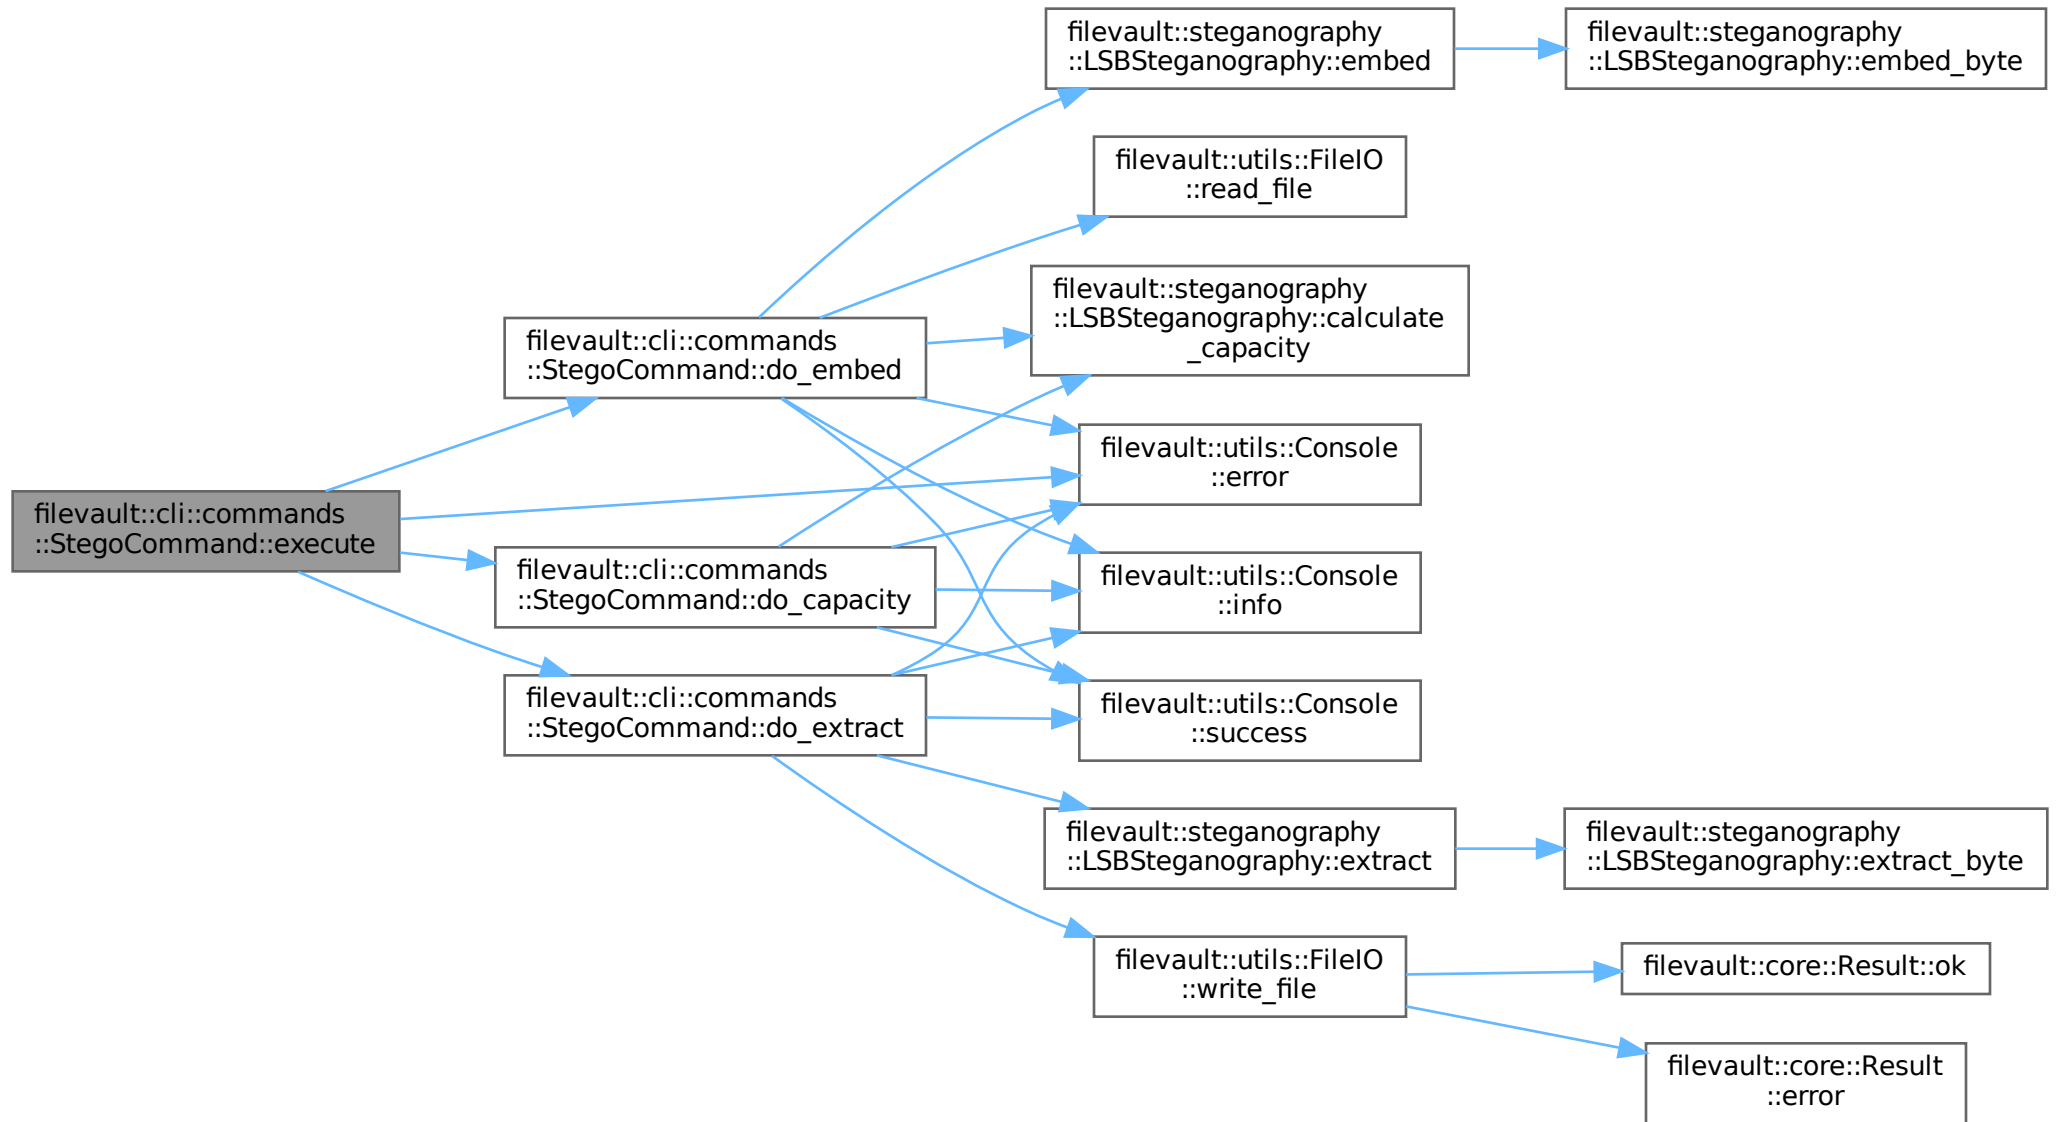 filevault::cli::commands
::StegoCommand::execute
filevault::cli::commands
::StegoCommand::do_embed
filevault::cli::commands
::StegoCommand::do_capacity
filevault::cli::commands
::StegoCommand::do_extract
filevault::steganography
::LSBSteganography::embed
filevault::steganography
::LSBSteganography::embed_byte
filevault::utils::FileIO
::read_file
filevault::steganography
::LSBSteganography::calculate
_capacity
filevault::utils::Console
::error
filevault::utils::Console
::info
filevault::utils::Console
::success
filevault::steganography
::LSBSteganography::extract
filevault::steganography
::LSBSteganography::extract_byte
filevault::utils::FileIO
::write_file
filevault::core::Result::ok
filevault::core::Result
::error